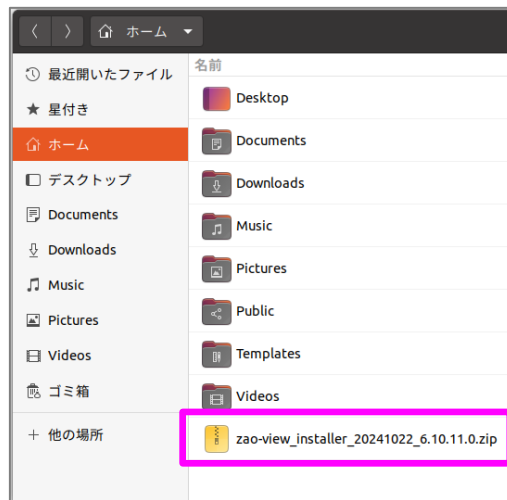 ホーム
最近開いたファイル
星付き
ホーム
デスクトップ
Documents
Downloads
Music
Pictures
Videos
ゴミ箱
+ 他の場所
名前
Desktop
Documents
Downloads
Music
Pictures
Public
Templates
Videos
zao-view_installer_20241022_6.10.11.0.zip